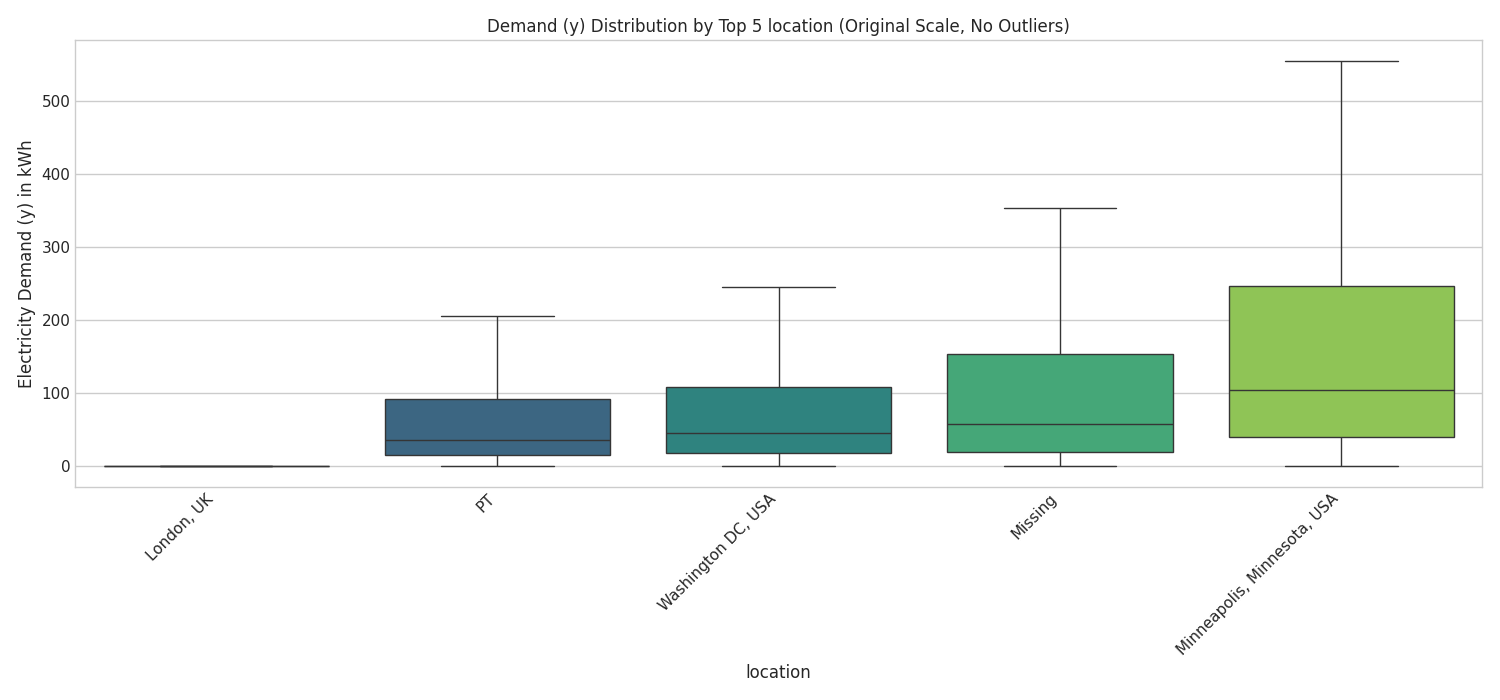 Demand (y) Distribution by Top 5 location (Original Scale, No Outliers)
Electricity Demand (y) in kWh
500
400
300
200
100
0
London, UK
PT
Washington DC, USA
Missing
Minneapolis, Minnesota, USA
location